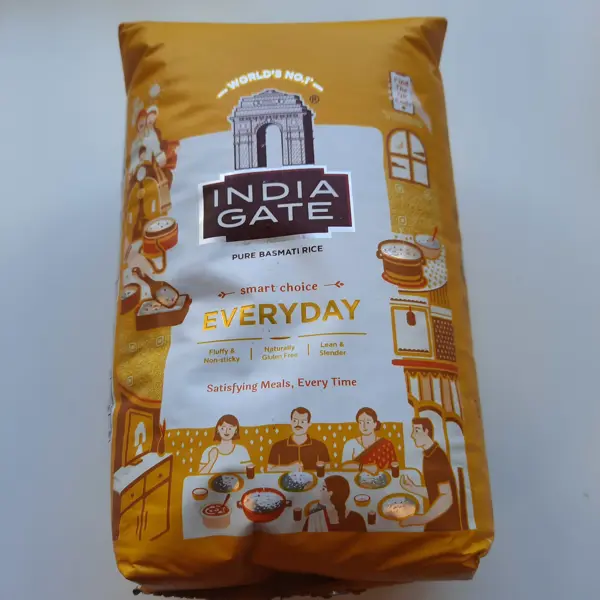 WORLD'S NO.1*
®
INDIA
GATE
PURE BASMATI RICE
smart choice
EVERYDAY
Fluffy &
Non-sticky
Naturally
Gluten Free
Lean &
Slender
Satisfying Meals, Every Time